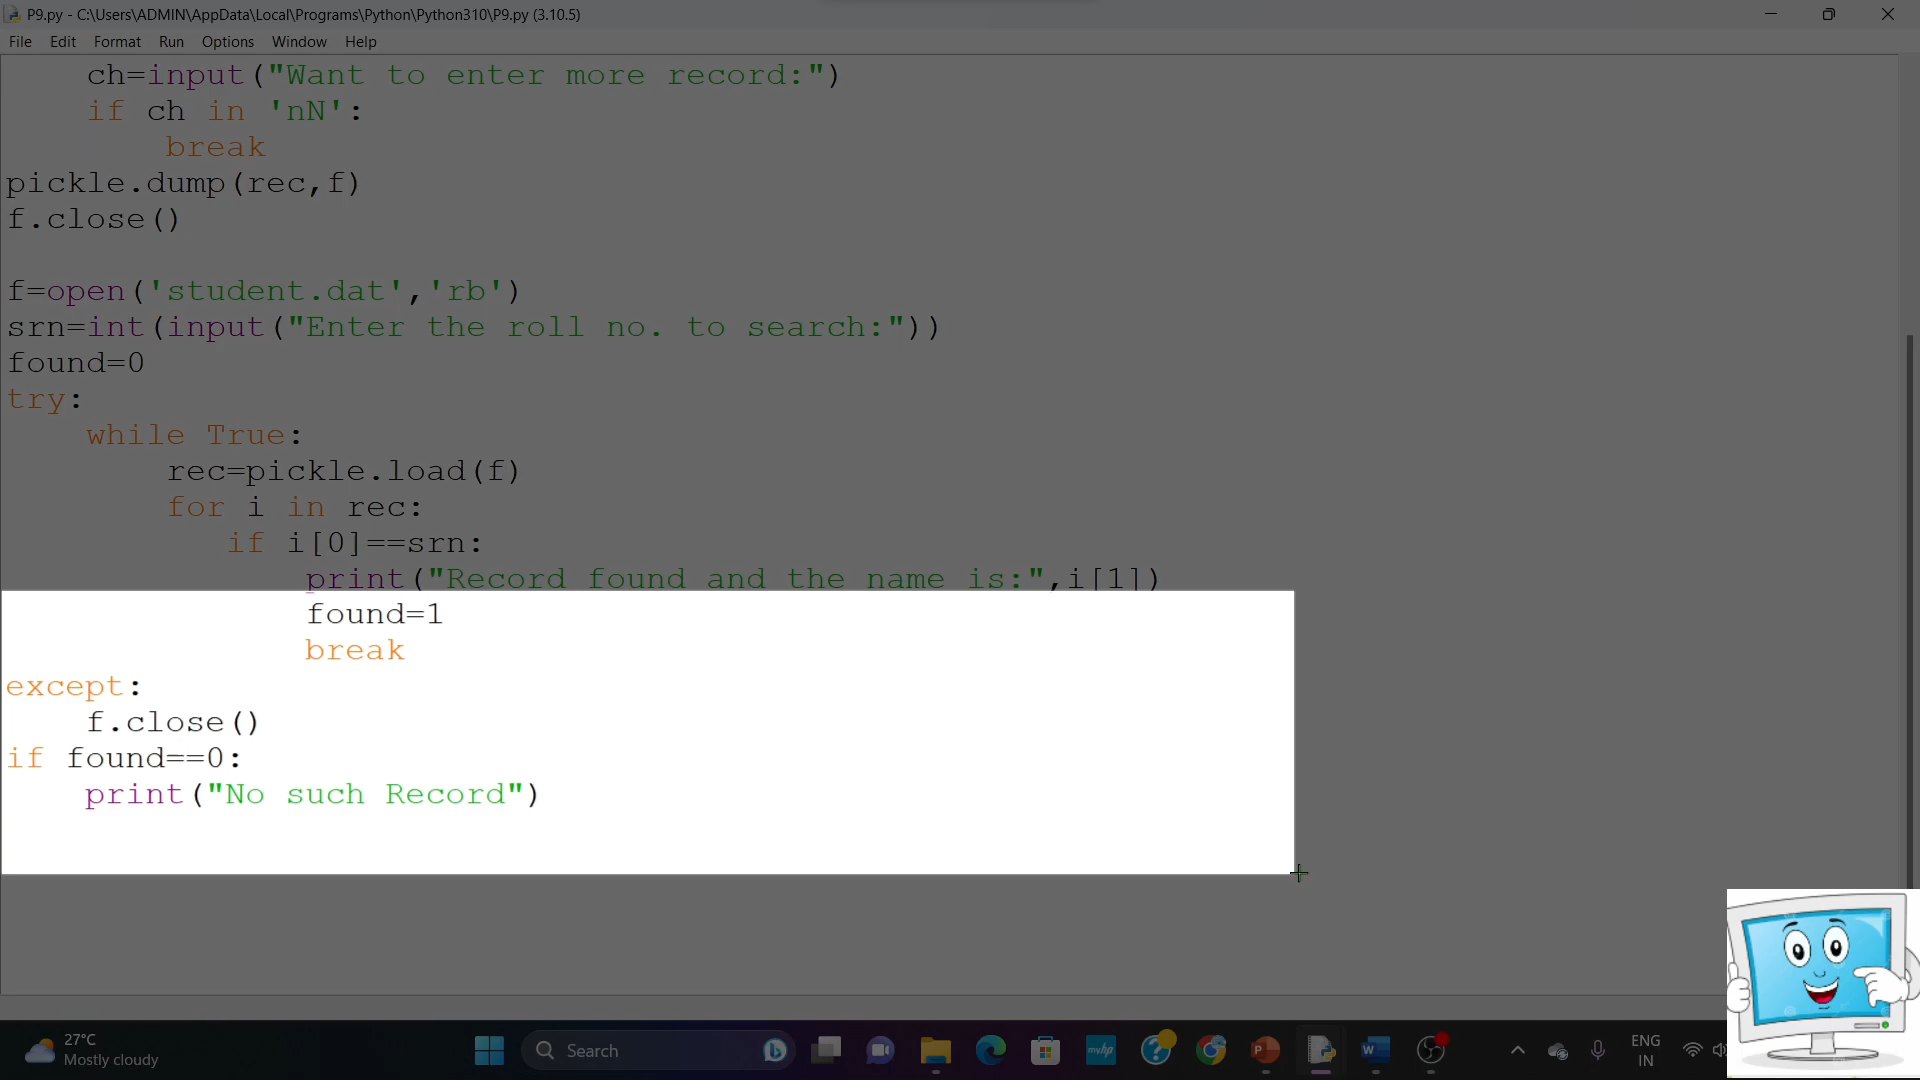 P9.py - C:\Users\ADMIN\AppData\Local\Programs\Python\Python310\P9.py (3.10.5)
File Edit Format Run Options Window Help
    ch=input("Want to enter more record:")
    if ch in 'nN':
        break
pickle.dump(rec,f)
f.close()
f=open('student.dat','rb')
srn=int(input("Enter the roll no. to search:"))
found=0
try:
    while True:
        rec=pickle.load(f)
        for i in rec:
           if i[0]==srn:
               print("Record found and the name is:",i[1])
               found=1
               break
except:
    f.close()
if found==0:
    print("No such Record")
27°C
Mostly cloudy
Search
myhp
P
W
ENG
IN